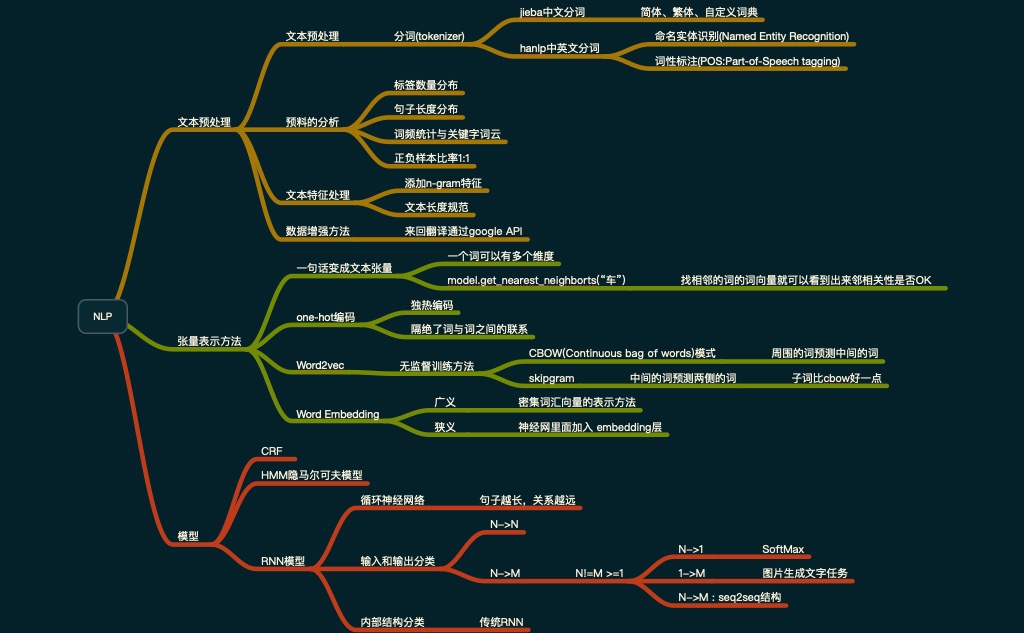 NLP
文本预处理
文本预处理
分词(tokenizer)
jieba中文分词
简体、繁体、自定义词典
hanlp中英文分词
命名实体识别(Named Entity Recognition)
词性标注(POS:Part-of-Speech tagging)
预料的分析
标签数量分布
句子长度分布
词频统计与关键字词云
正负样本比率1:1
文本特征处理
添加n-gram特征
文本长度规范
数据增强方法
来回翻译通过google API
张量表示方法
一句话变成文本张量
一个词可以有多个维度
model.get_nearest_neighborts(“车”)
找相邻的词的词向量就可以看到出来邻相关性是否OK
one-hot编码
独热编码
隔绝了词与词之间的联系
Word2vec
无监督训练方法
CBOW(Continuous bag of words)模式
周围的词预测中间的词
skipgram
中间的词预测两侧的词
子词比cbow好一点
Word Embedding
广义
密集词汇向量的表示方法
狭义
神经网里面加入 embedding层
模型
CRF
HMM隐马尔可夫模型
RNN模型
循环神经网络
句子越长，关系越远
输入和输出分类
N->N
N->M
N!=M >=1
N->1
SoftMax
1->M
图片生成文字任务
N->M : seq2seq结构
内部结构分类
传统RNN